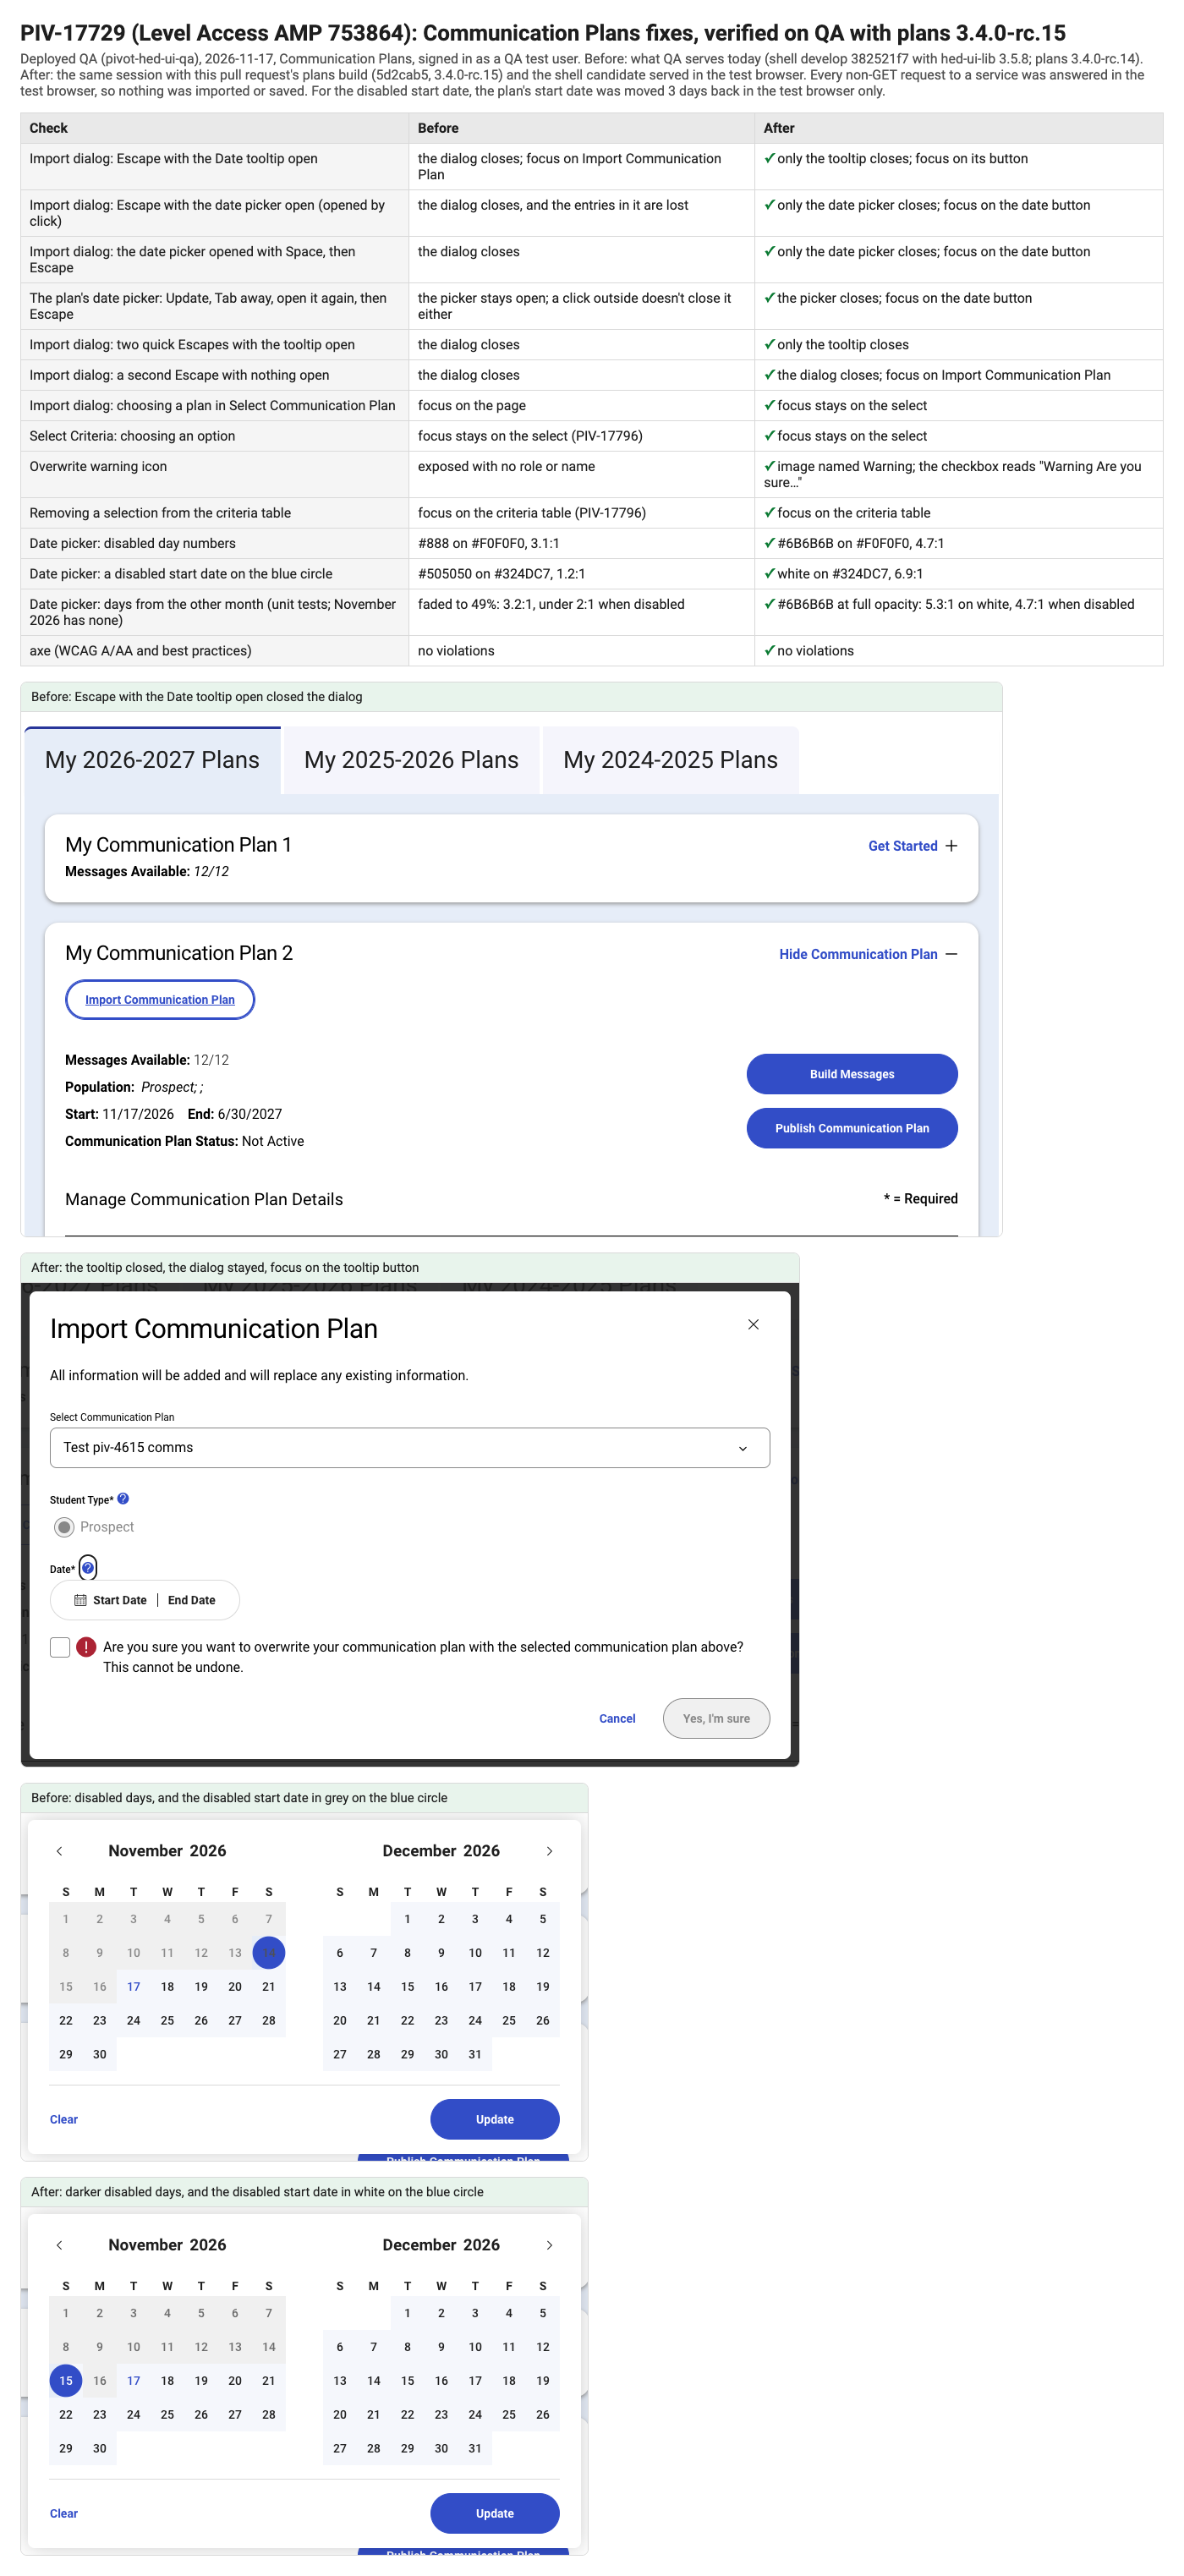 PIV-17729 (Level Access AMP 753864): Communication Plans fixes, verified on QA with plans 3.4.0-rc.15
Deployed QA (pivot-hed-ui-qa), 2026-11-17, Communication Plans, signed in as a QA test user. Before: what QA serves today (shell develop 382521f7 with hed-ui-lib 3.5.8; plans 3.4.0-rc.14).
After: the same session with this pull request's plans build (5d2cab5, 3.4.0-rc.15) and the shell candidate served in the test browser. Every non-GET request to a service was answered in the
test browser, so nothing was imported or saved. For the disabled start date, the plan's start date was moved 3 days back in the test browser only.
Check Before After
Import dialog: Escape with the Date tooltip open the dialog closes; focus on Import Communication ✓only the tooltip closes; focus on its button
Plan
Import dialog: Escape with the date picker open (opened by the dialog closes, and the entries in it are lost ✓only the date picker closes; focus on the date button
click)
Import dialog: the date picker opened with Space, then the dialog closes ✓only the date picker closes; focus on the date button
Escape
The plan's date picker: Update, Tab away, open it again, then the picker stays open; a click outside doesn't close it ✓the picker closes; focus on the date button
Escape either
Import dialog: two quick Escapes with the tooltip open the dialog closes ✓only the tooltip closes
Import dialog: a second Escape with nothing open the dialog closes ✓the dialog closes; focus on Import Communication Plan
Import dialog: choosing a plan in Select Communication Plan focus on the page ✓focus stays on the select
Select Criteria: choosing an option focus stays on the select (PIV-17796) ✓focus stays on the select
Overwrite warning icon exposed with no role or name ✓image named Warning; the checkbox reads "Warning Are you
sure…"
Removing a selection from the criteria table focus on the criteria table (PIV-17796) ✓focus on the criteria table
Date picker: disabled day numbers #888 on #F0F0F0, 3.1:1 ✓#6B6B6B on #F0F0F0, 4.7:1
Date picker: a disabled start date on the blue circle #505050 on #324DC7, 1.2:1 ✓white on #324DC7, 6.9:1
Date picker: days from the other month (unit tests; November faded to 49%: 3.2:1, under 2:1 when disabled ✓#6B6B6B at full opacity: 5.3:1 on white, 4.7:1 when disabled
2026 has none)
axe (WCAG A/AA and best practices) no violations ✓no violations
Before: Escape with the Date tooltip open closed the dialog
My 2026-2027 Plans My 2025-2026 Plans My 2024-2025 Plans
My Communication Plan 1 Get Started
Messages Available: 12/12
My Communication Plan 2 Hide Communication Plan
Import Communication Plan
Messages Available: 12/12
Build Messages
Population: Prospect; ;
Start: 11/17/2026 End: 6/30/2027
Publish Communication Plan
Communication Plan Status: Not Active
Manage Communication Plan Details * = Required
After: the tooltip closed, the dialog stayed, focus on the tooltip button
Import Communication Plan
All information will be added and will replace any existing information.
Select Communication Plan
Test piv-4615 comms
Student Type* ?
Prospect
Date* ?
Start Date | End Date
! Are you sure you want to overwrite your communication plan with the selected communication plan above?
This cannot be undone.
Cancel Yes, I'm sure
Before: disabled days, and the disabled start date in grey on the blue circle
November 2026 December 2026
S M T W T F S S M T W T F S
1 2 3 4 5 6 7 1 2 3 4 5
8 9 10 11 12 13 14 6 7 8 9 10 11 12
15 16 17 18 19 20 21 13 14 15 16 17 18 19
22 23 24 25 26 27 28 20 21 22 23 24 25 26
29 30 27 28 29 30 31
Clear Update
Publish Communication Plan
After: darker disabled days, and the disabled start date in white on the blue circle
November 2026 December 2026
S M T W T F S S M T W T F S
1 2 3 4 5 6 7 1 2 3 4 5
8 9 10 11 12 13 14 6 7 8 9 10 11 12
15 16 17 18 19 20 21 13 14 15 16 17 18 19
22 23 24 25 26 27 28 20 21 22 23 24 25 26
29 30 27 28 29 30 31
Clear Update
Publish Communication Plan